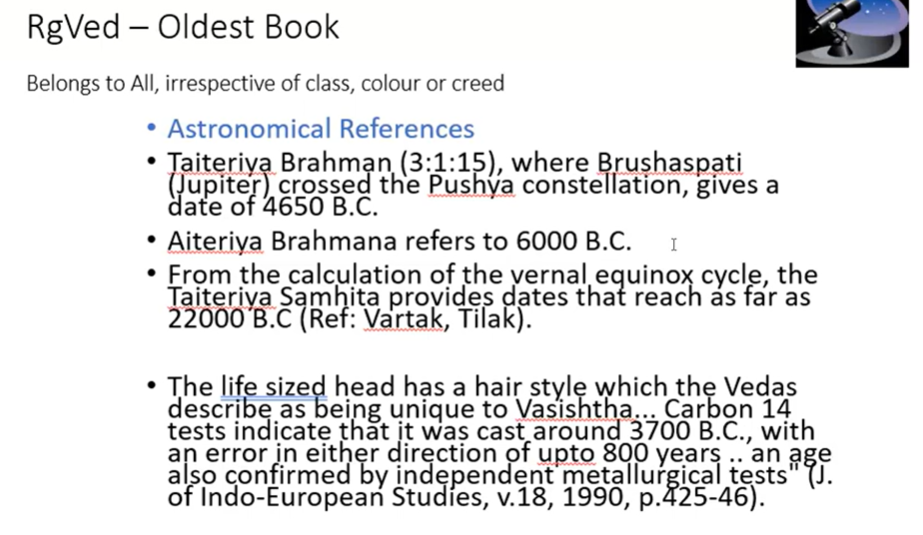 RgVed – Oldest Book
Belongs to All, irrespective of class, colour or creed
• Astronomical References
• Taiteriya Brahman (3:1:15), where Brushaspati
(Jupiter) crossed the Pushya constellation, gives a
date of 4650 B.C.
• Aiteriya Brahmana refers to 6000 B.C.
• From the calculation of the vernal equinox cycle, the
Taiteriya Samhita provides dates that reach as far as
22000 B.C (Ref: Vartak, Tilak).
• The life sized head has a hair style which the Vedas
describe as being unique to Vasishtha... Carbon 14
tests indicate that it was cast around 3700 B.C., with
an error in either direction of upto 800 years .. an age
also confirmed by independent metallurgical tests" (J.
of Indo-European Studies, v.18, 1990, p.425-46).